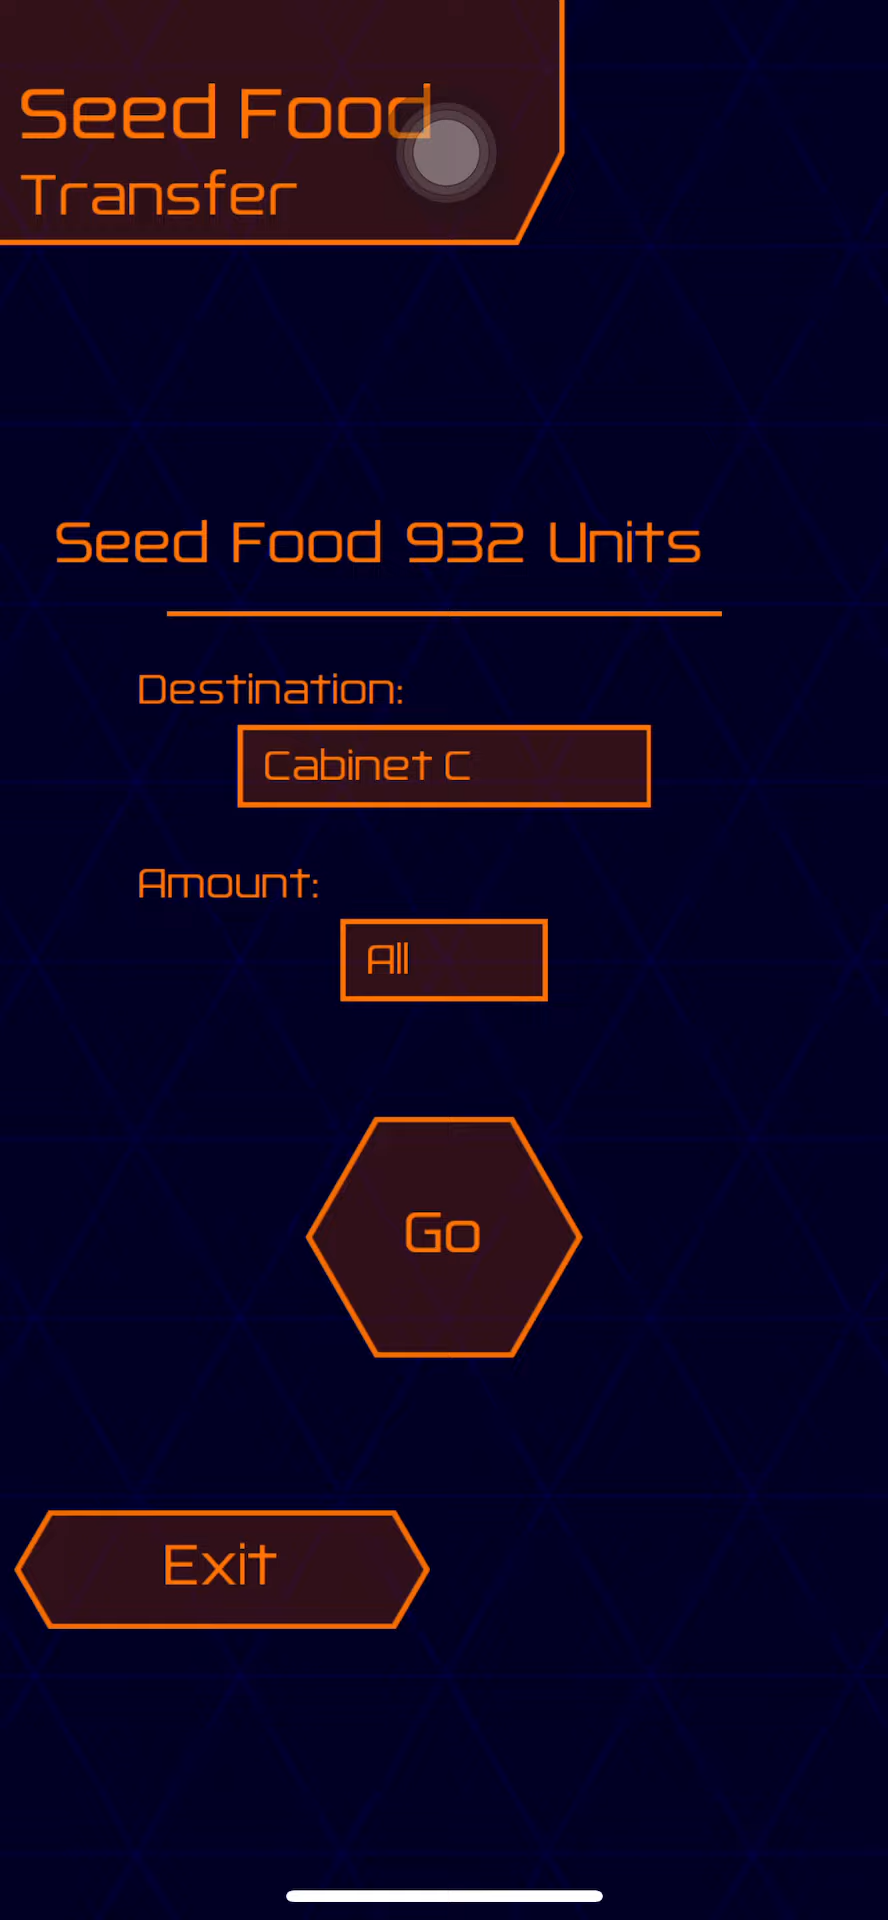 Seed Food
Transfer
Seed Food 932 Units
Destination:
Cabinet C
Amount:
All
Go
Exit